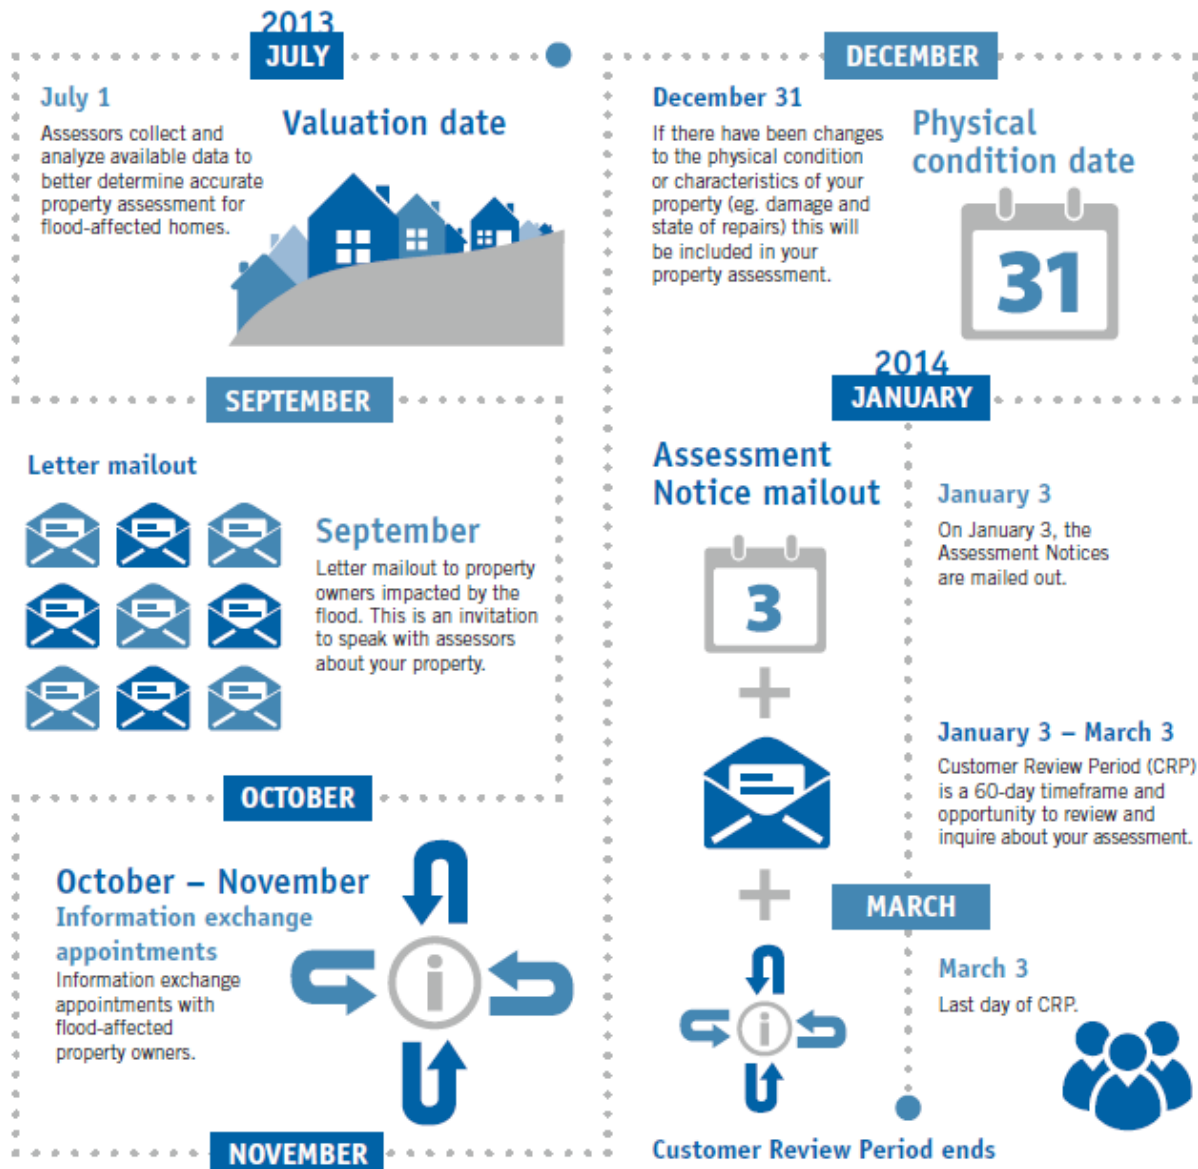 2013
JULY
July 1
Assessors collect and
analyze available data to
better determine accurate
property assessment for
flood-affected homes.
Valuation date
SEPTEMBER
Letter mailout
September
Letter mailout to property
owners impacted by the
flood. This is an invitation
to speak with assessors
about your property.
OCTOBER
October – November
Information exchange
appointments
Information exchange
appointments with
flood-affected
property owners.
i
NOVEMBER
DECEMBER
December 31
If there have been changes
to the physical condition
or characteristics of your
property (eg. damage and
state of repairs) this will
be included in your
property assessment.
Physical
condition date
31
2014
JANUARY
Assessment
Notice mailout
3
January 3
On January 3, the
Assessment Notices
are mailed out.
January 3 – March 3
Customer Review Period (CRP)
is a 60-day timeframe and
opportunity to review and
inquire about your assessment.
MARCH
March 3
Last day of CRP.
i
Customer Review Period ends